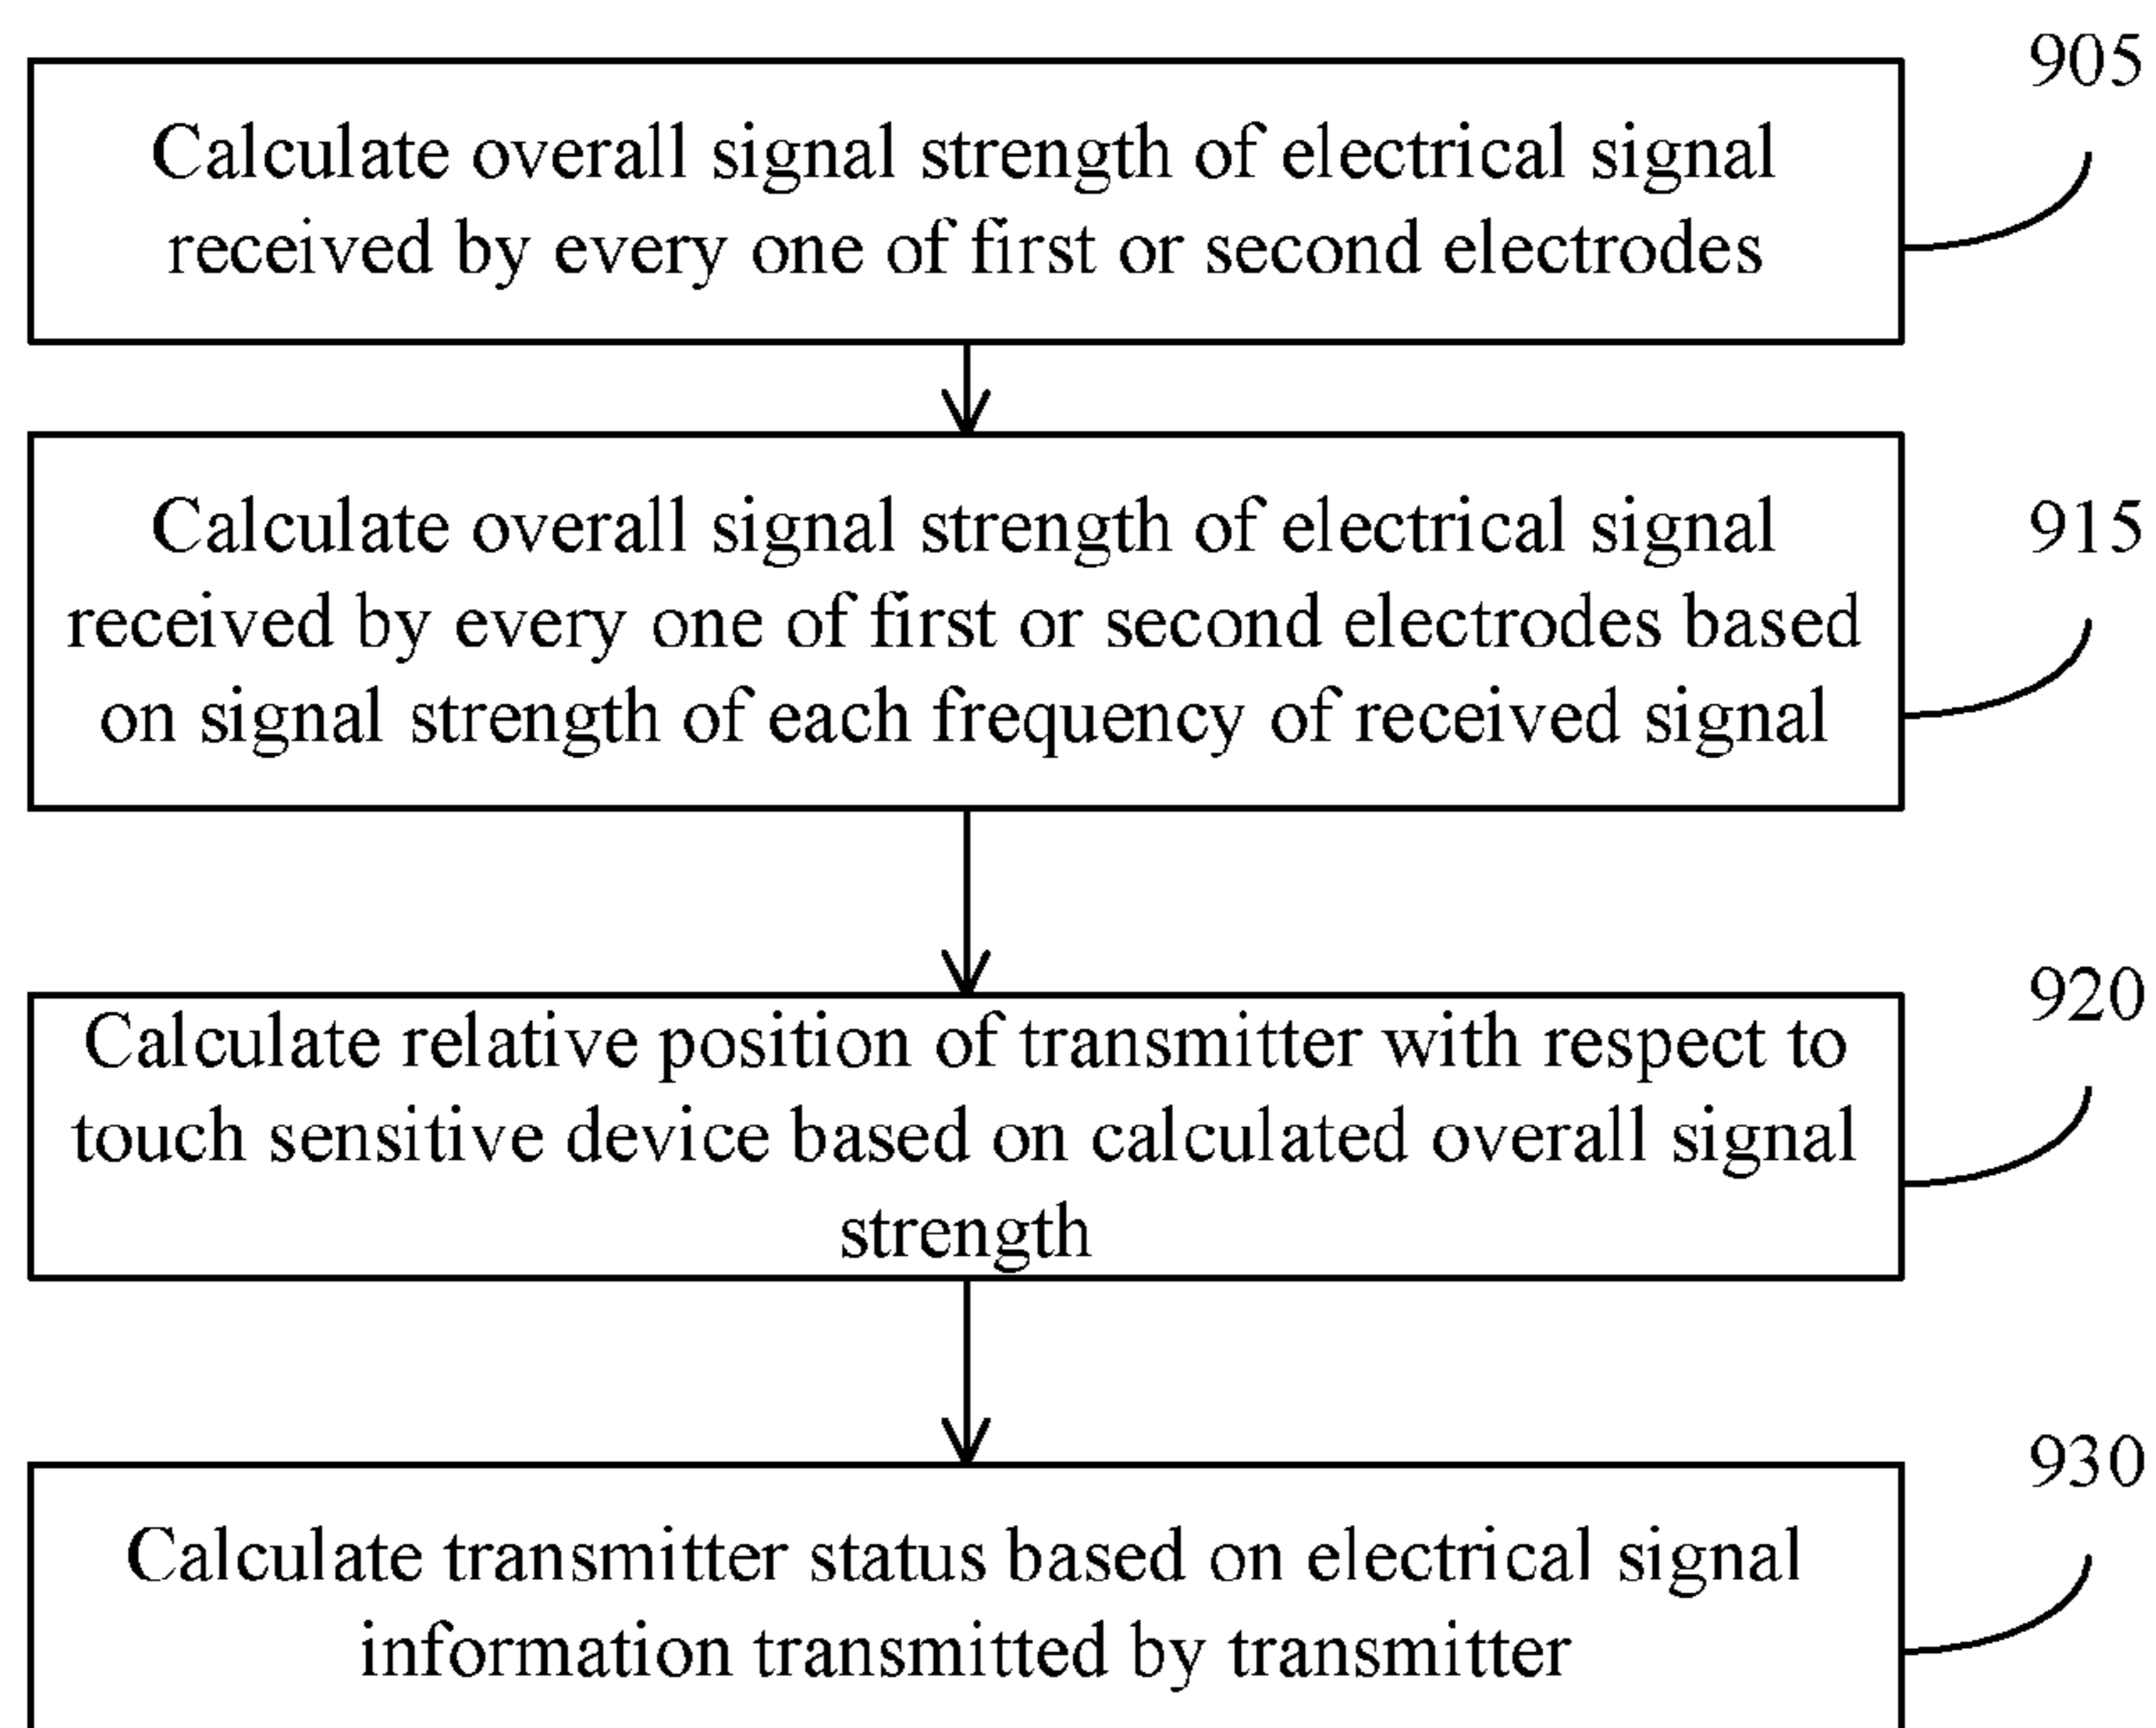 905
Calculate overall signal strength of electrical signal
received by every one of first or second electrodes
915
Calculate overall signal strength of electrical signal
received by every one of first or second electrodes based
on signal strength of each frequency of received signal
920
Calculate relative position of transmitter with respect to
touch sensitive device based on calculated overall signal
strength
930
Calculate transmitter status based on electrical signal
information transmitted by transmitter